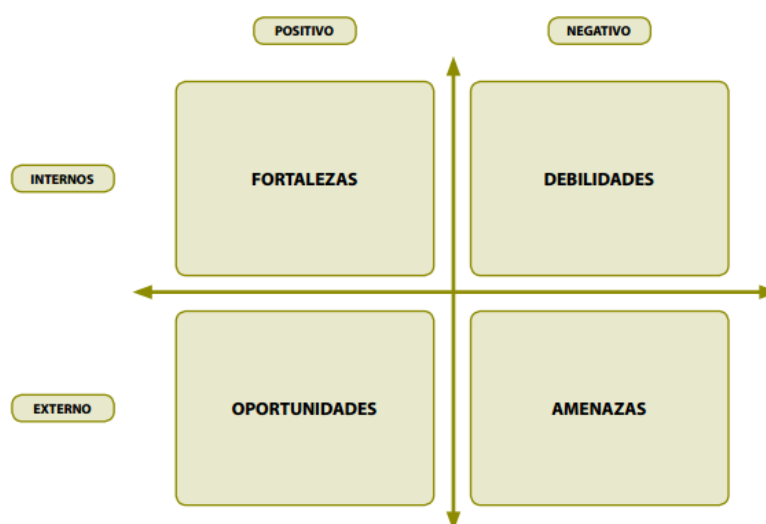 POSITIVO
NEGATIVO
INTERNOS
FORTALEZAS
DEBILIDADES
EXTERNO
OPORTUNIDADES
AMENAZAS